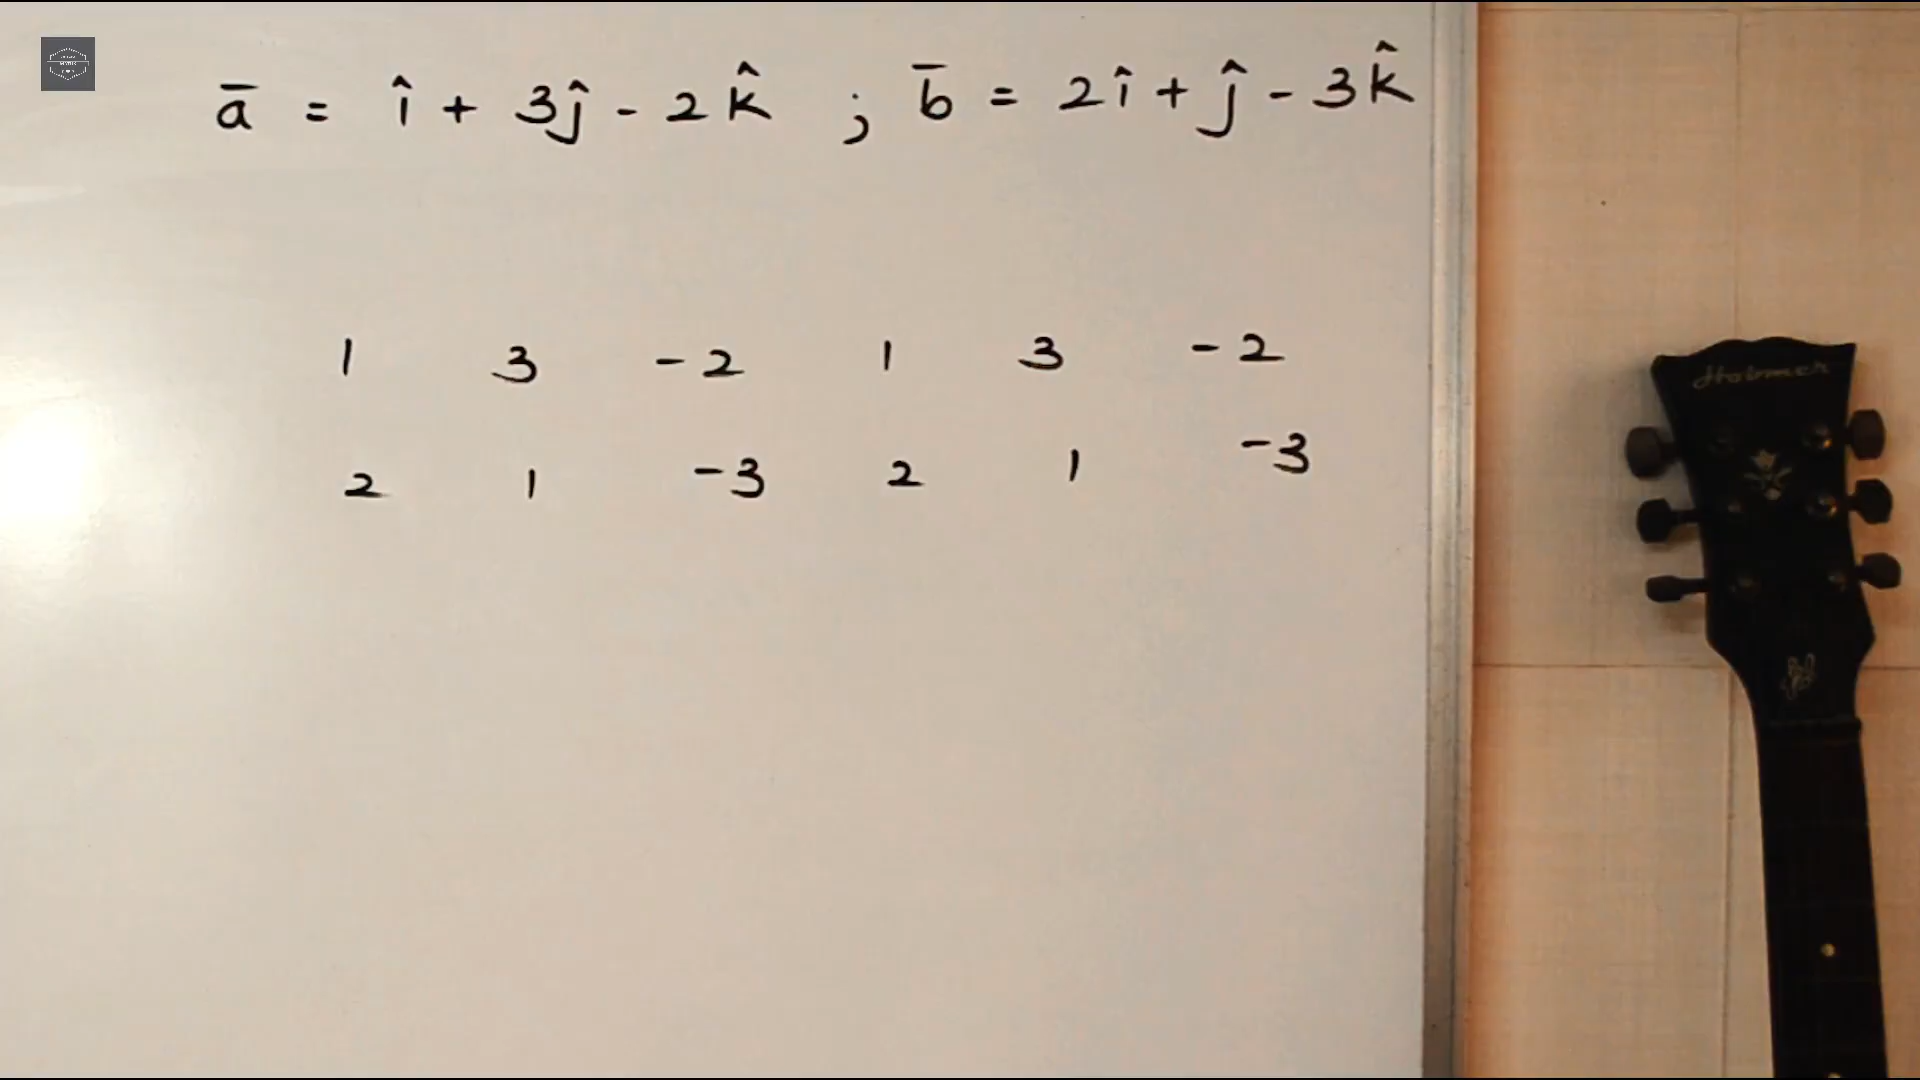 a̅ = î + 3ĵ - 2k̂ ; b̅ = 2î + ĵ - 3k̂
1 3 -2 1 3 -2
2 1 -3 2 1 -3